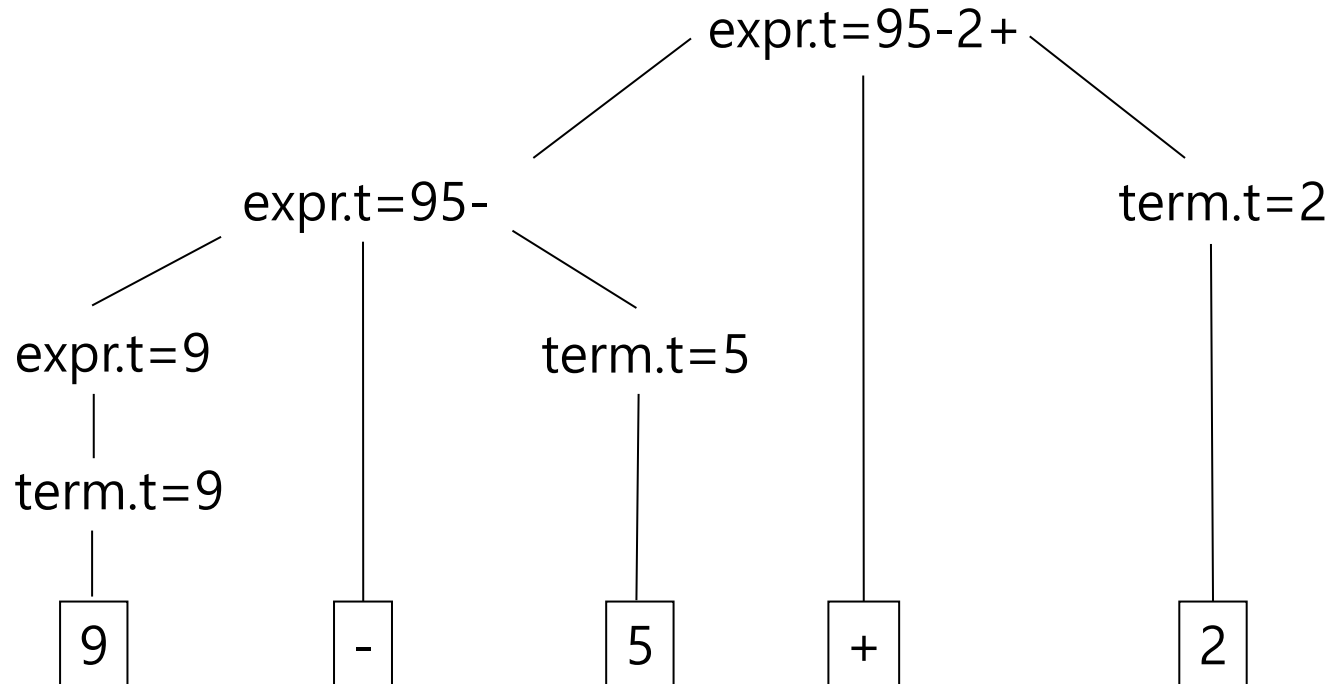 expr.t=95-2+
expr.t=95-
term.t=2
expr.t=9
term.t=5
term.t=9
9
-
5
+
2